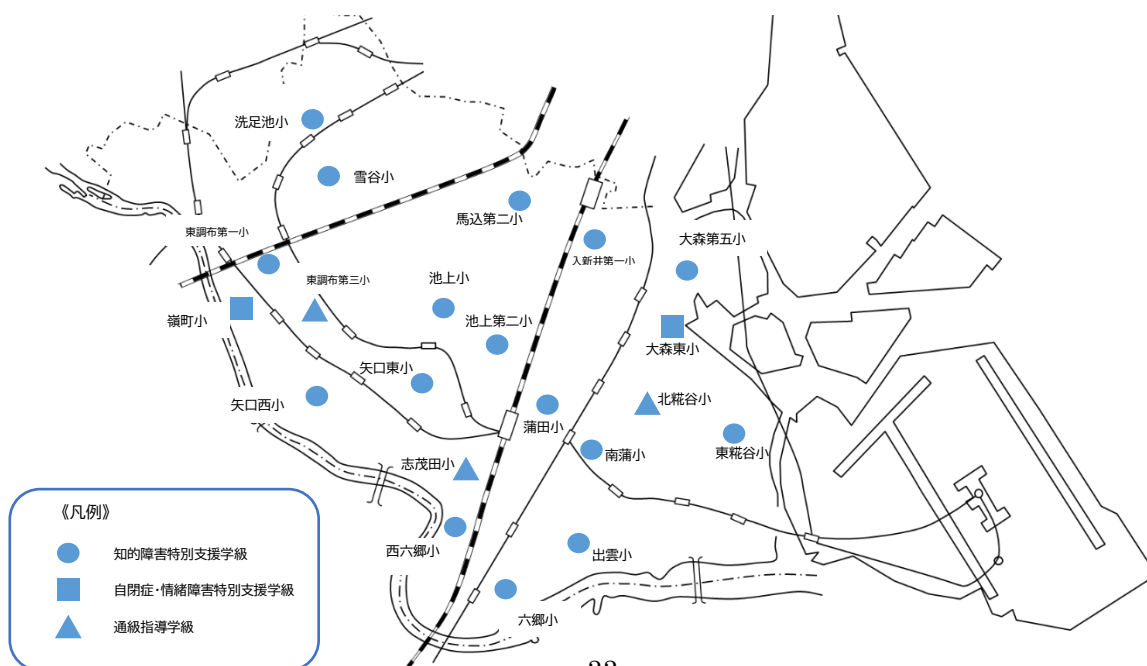 洗足池小
雪谷小
馬込第二小
東調布第一小
入新井第一小
大森第五小
東調布第三小
池上小
嶺町小
池上第二小
大森東小
矢口東小
矢口西小
北糀谷小
蒲田小
南蒲小
東糀谷小
志茂田小
西六郷小
出雲小
六郷小
《凡例》
知的障害特別支援学級
自閉症・情緒障害特別支援学級
通級指導学級